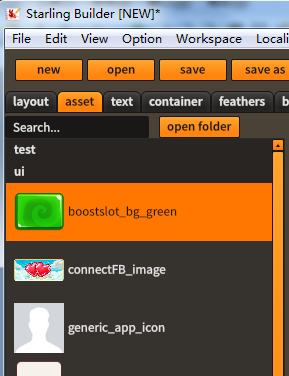 Starling Builder [NEW]*
File Edit View Option Workspace Locali
new open save save as
layout asset text container feathers b
Search... open folder
test
ui
boostslot_bg_green
connectFB_image
generic_app_icon